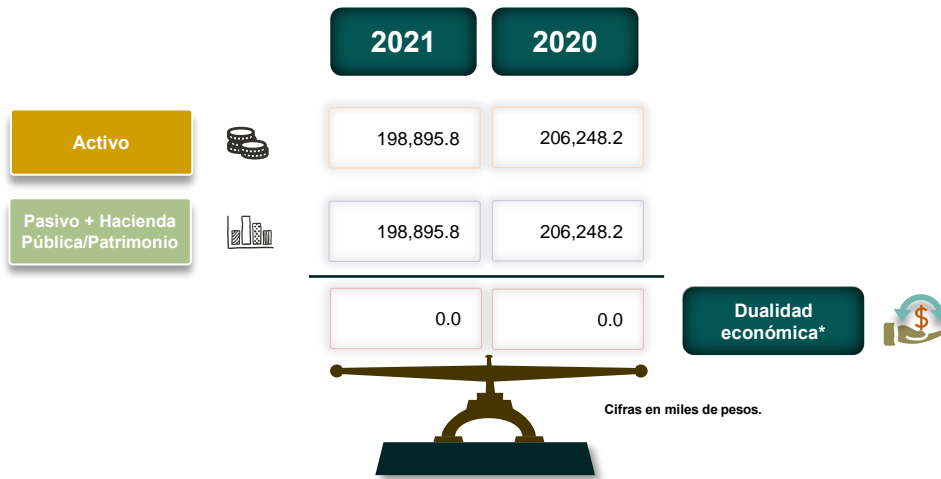 2021 2020
Activo 198,895.8 206,248.2
Pasivo + Hacienda
Pública/Patrimonio 198,895.8 206,248.2
0.0 0.0 Dualidad
económica*
$
Cifras en miles de pesos.